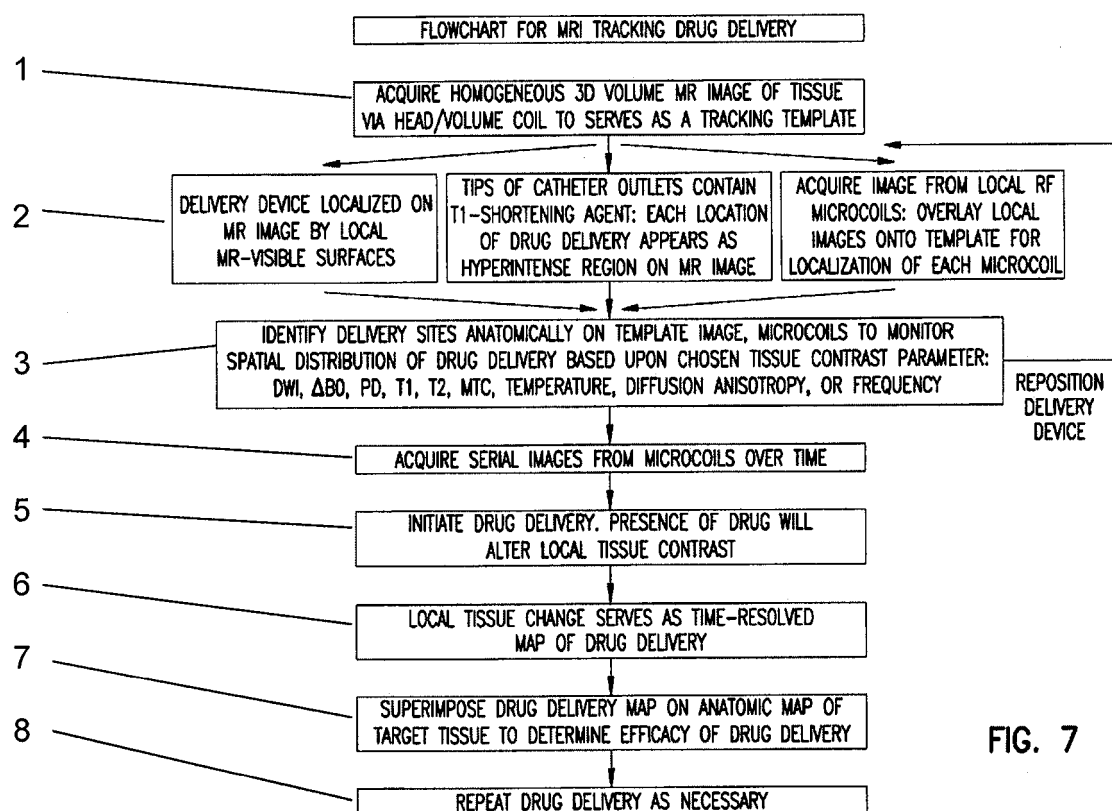 FLOWCHART FOR MRI TRACKING DRUG DELIVERY
1
ACQUIRE HOMOGENEOUS 3D VOLUME MR IMAGE OF TISSUE
VIA HEAD/VOLUME COIL TO SERVES AS A TRACKING TEMPLATE
2
DELIVERY DEVICE LOCALIZED ON
MR IMAGE BY LOCAL
MR-VISIBLE SURFACES
TIPS OF CATHETER OUTLETS CONTAIN
T1-SHORTENING AGENT: EACH LOCATION
OF DRUG DELIVERY APPEARS AS
HYPERINTENSE REGION ON MR IMAGE
ACQUIRE IMAGE FROM LOCAL RF
MICROCOILS: OVERLAY LOCAL
IMAGES ONTO TEMPLATE FOR
LOCALIZATION OF EACH MICROCOIL
3
IDENTIFY DELIVERY SITES ANATOMICALLY ON TEMPLATE IMAGE, MICROCOILS TO MONITOR
SPATIAL DISTRIBUTION OF DRUG DELIVERY BASED UPON CHOSEN TISSUE CONTRAST PARAMETER:
DWI, ΔBO, PD, T1, T2, MTC, TEMPERATURE, DIFFUSION ANISOTROPY, OR FREQUENCY
REPOSITION
DELIVERY
DEVICE
4
ACQUIRE SERIAL IMAGES FROM MICROCOILS OVER TIME
5
INITIATE DRUG DELIVERY. PRESENCE OF DRUG WILL
ALTER LOCAL TISSUE CONTRAST
6
LOCAL TISSUE CHANGE SERVES AS TIME-RESOLVED
MAP OF DRUG DELIVERY
7
SUPERIMPOSE DRUG DELIVERY MAP ON ANATOMIC MAP OF
TARGET TISSUE TO DETERMINE EFFICACY OF DRUG DELIVERY
8
REPEAT DRUG DELIVERY AS NECESSARY
FIG. 7